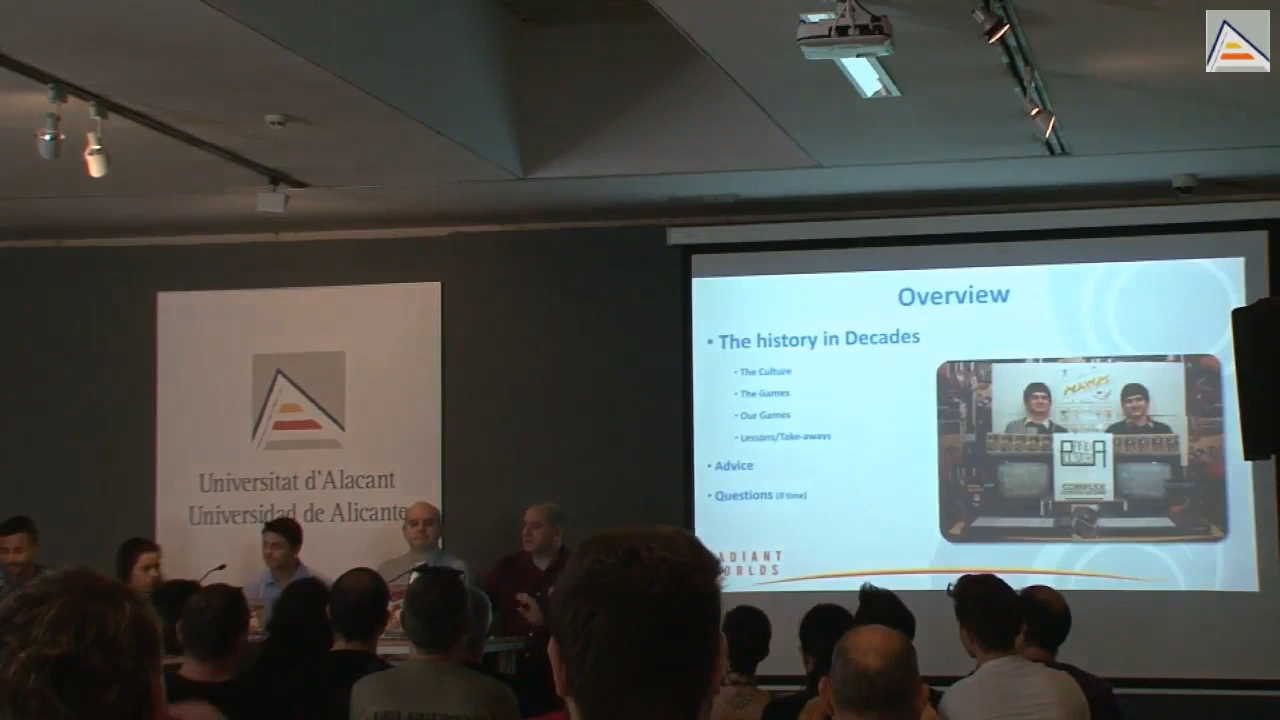 Universitat d'Alacant
Universidad de Alicante
Overview
• The history in Decades
• The Culture
• The Games
• Our Games
• Lessons/Take-aways
• Advice
• Questions (if time)
ADIANT
ORLDS
COMPLEX